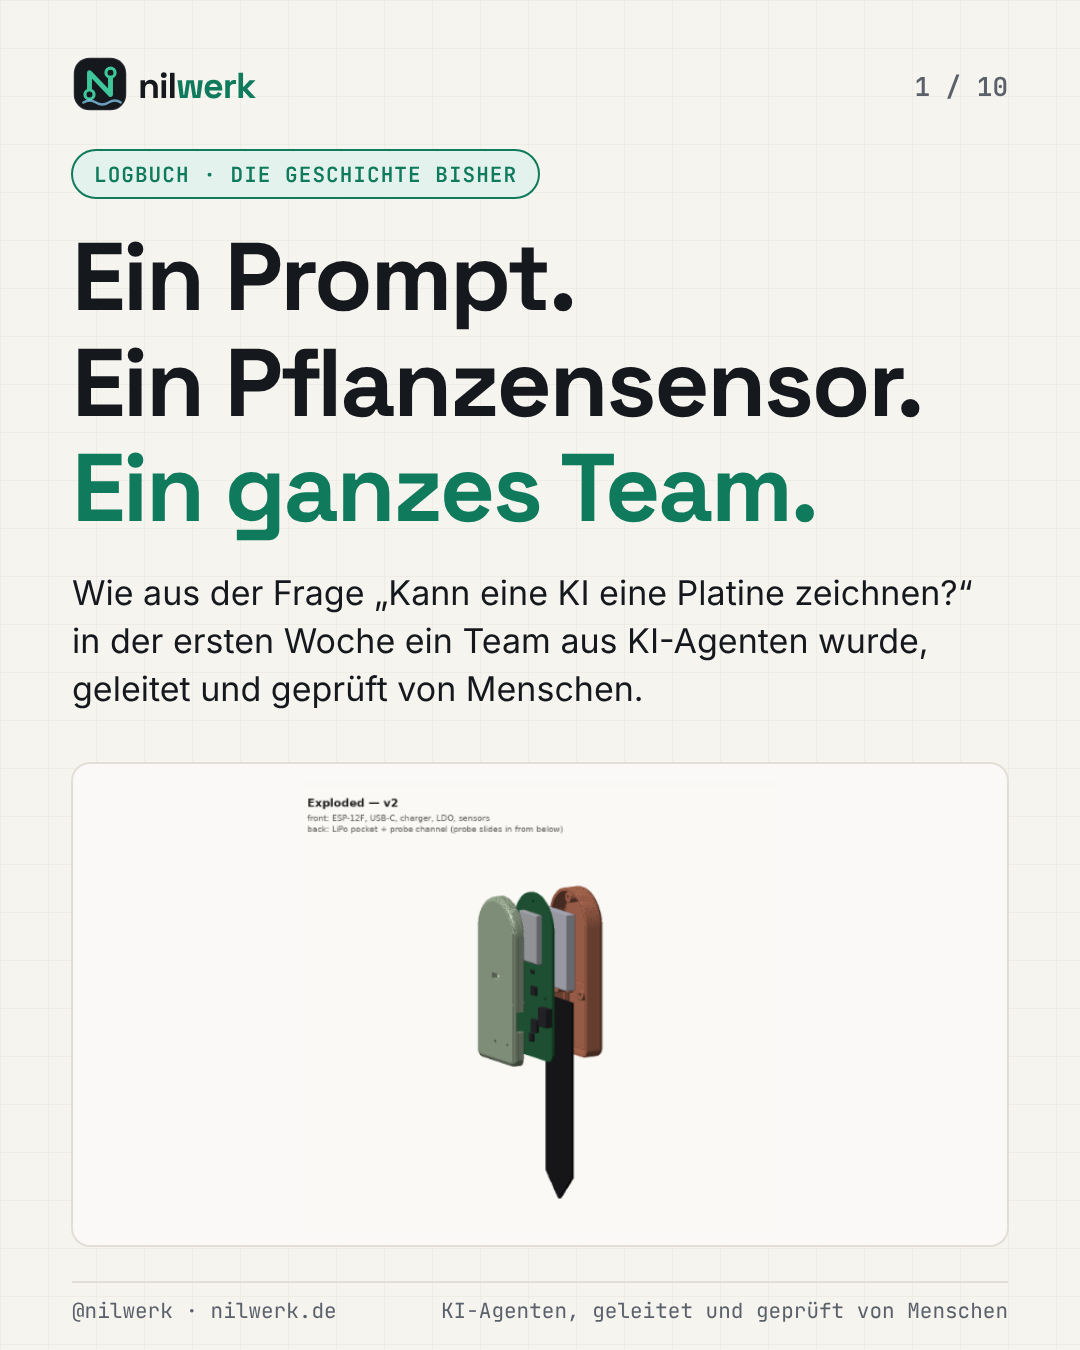 nilwerk
1 / 10
LOGBUCH · DIE GESCHICHTE BISHER
Ein Prompt.
Ein Pflanzensensor.
Ein ganzes Team.
Wie aus der Frage „Kann eine KI eine Platine zeichnen?“
in der ersten Woche ein Team aus KI-Agenten wurde,
geleitet und geprüft von Menschen.
Exploded — v2
front: ESP-12F, USB-C, charger, LDO, sensors
back: LiPo pocket + probe channel (probe slides in from below)
@nilwerk · nilwerk.de
KI-Agenten, geleitet und geprüft von Menschen